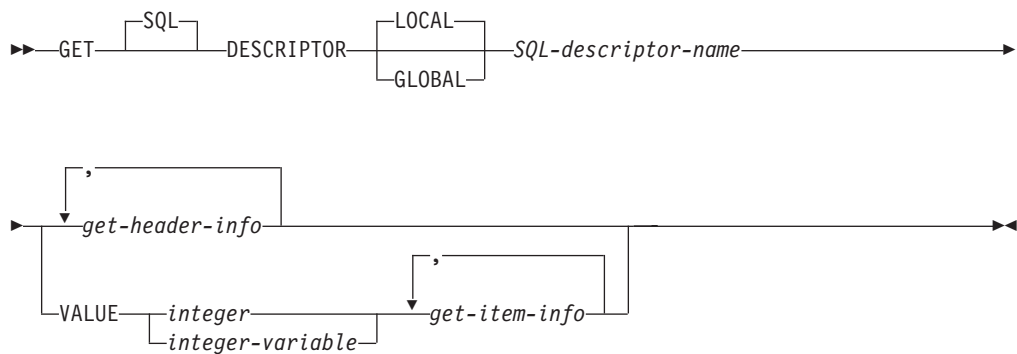 SQL LOCAL
GET DESCRIPTOR SQL-descriptor-name
GLOBAL
,
get-header-info
,
VALUE integer get-item-info
integer-variable